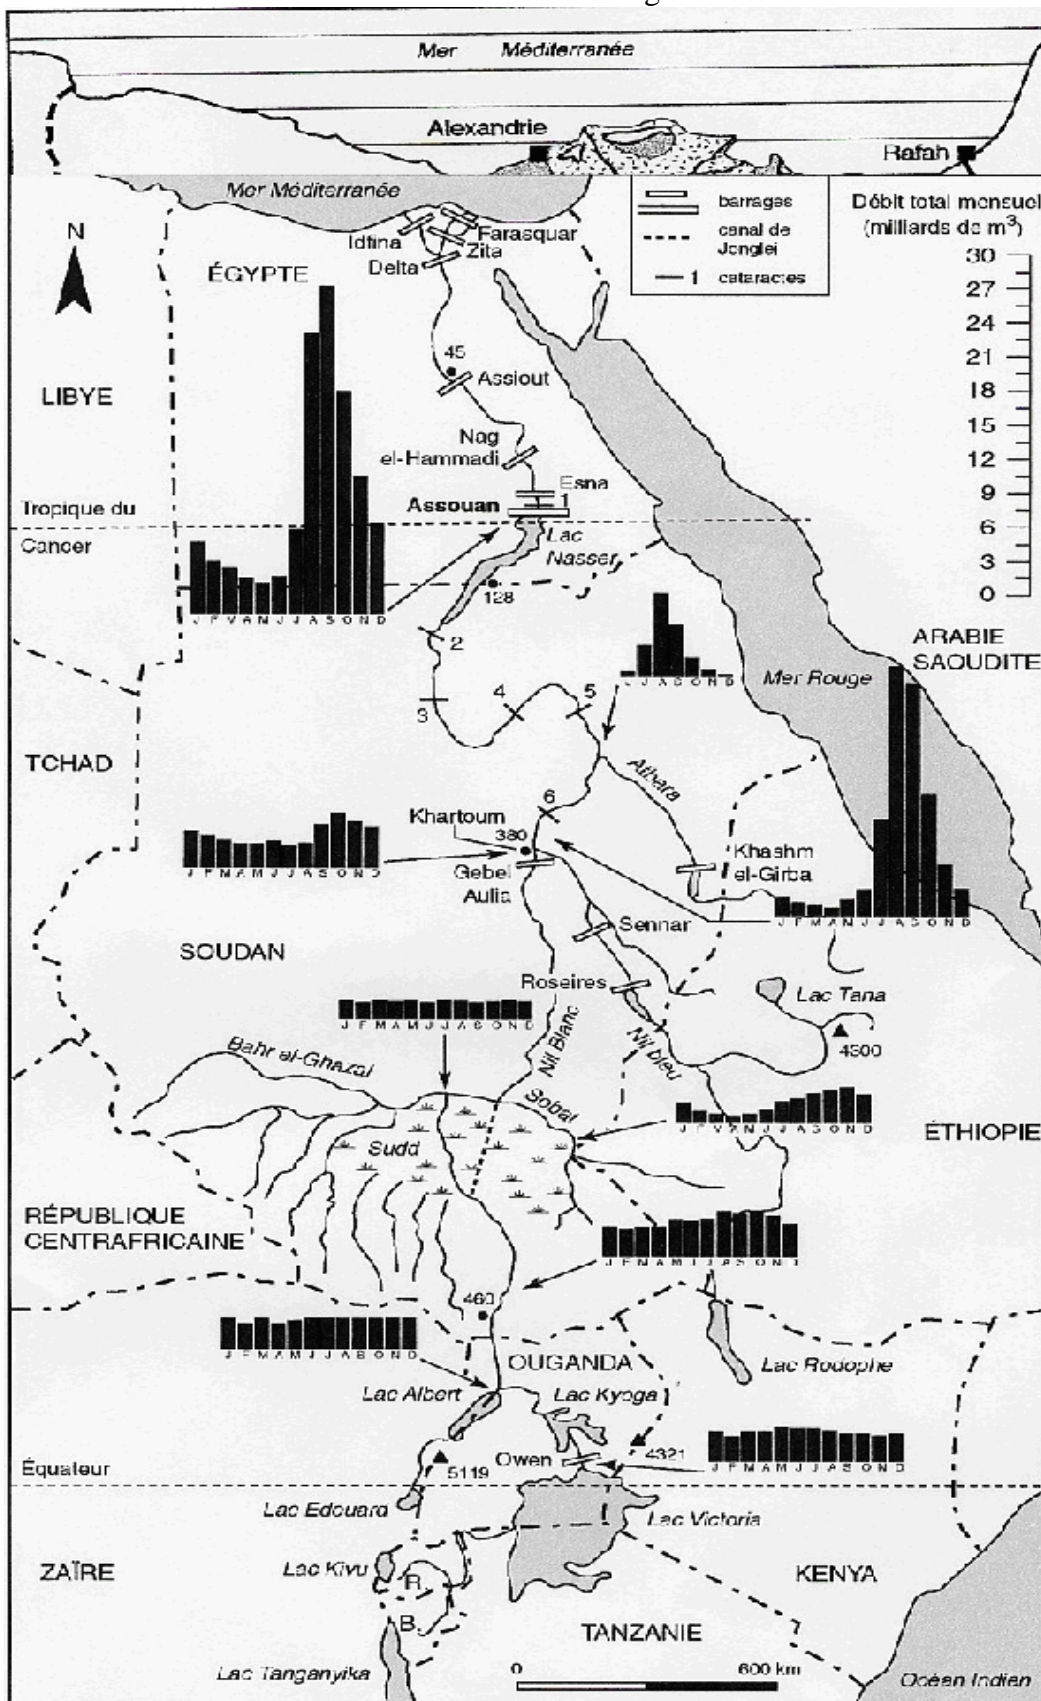 Mer Méditerranée
Alexandrie
Rafah
Mer Méditerranée
barrages
canal de
Jonglei
1 cataractes
Débit total mensuel
(milliards de m³)
30
27
24
21
18
15
12
9
6
3
0
N
Idfina
Farasquar
Zifta
Delta
ÉGYPTE
LIBYE
45
Assiout
Nag
el-Hammadi
Esna
1
Assouan
Tropique du
Cancer
Lac
Nasser
128
J F M A M J J A S O N D
2
3
4
5
J J A S O N D
ARABIE
SAOUDITE
Mer Rouge
TCHAD
Atbara
6
Khartoum
380
Gebel
Aulia
J F M A M J J A S O N D
Khashm
el-Girba
J F M A M J J A S O N D
SOUDAN
Sennar
Roseires
Lac Tana
4300
J F M A M J J A S O N D
Nil Blanc
Nil bleu
Bahr el-Ghazal
Sobat
J F M A M J J A S O N D
ÉTHIOPIE
Sudd
RÉPUBLIQUE
CENTRAFRICAINE
J F M A M J J A S O N D
460
J F M A M J J A S O N D
OUGANDA
Lac Rodophe
Lac Albert
Lac Kyoga
Owen
4321
5119
J F M A M J J A S O N D
Équateur
Lac Edouard
Lac Victoria
ZAÏRE
Lac Kivu
R.
B.
KENYA
TANZANIE
Lac Tanganyika
0 600 km
Océan Indien